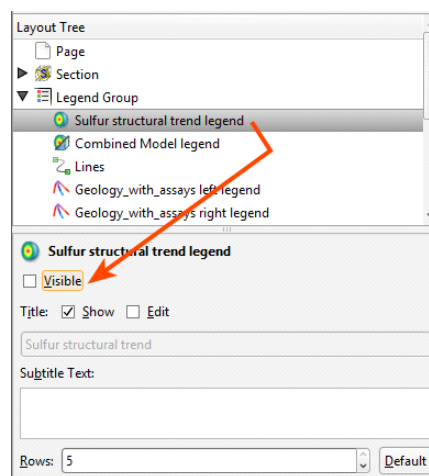 Layout Tree
Page
Section
Legend Group
Sulfur structural trend legend
Combined Model legend
Lines
Geology_with_assays left legend
Geology_with_assays right legend
Sulfur structural trend legend
Visible
Title: Show Edit
Sulfur structural trend
Subtitle Text:
Rows: 5 Default